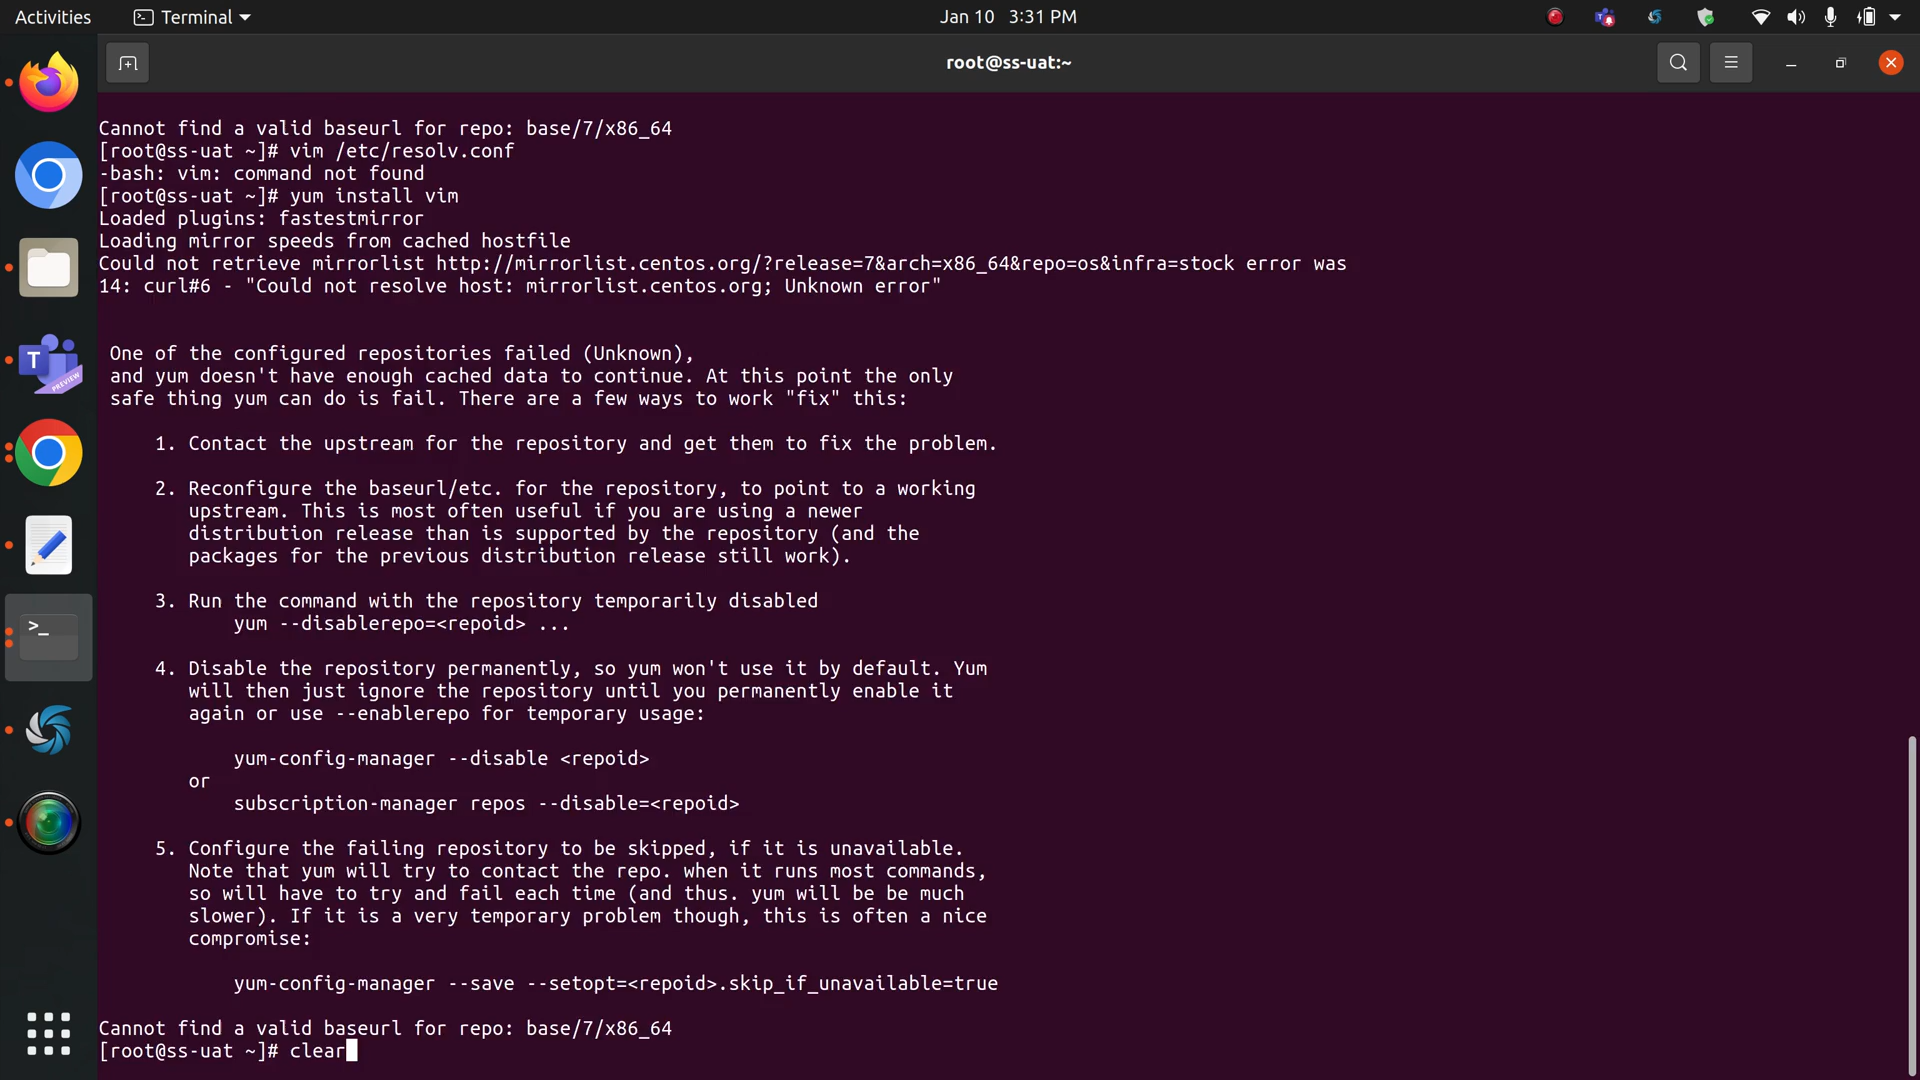 Activities
Terminal
Jan 10 3:31 PM
root@ss-uat:~
Cannot find a valid baseurl for repo: base/7/x86_64
[root@ss-uat ~]# vim /etc/resolv.conf
-bash: vim: command not found
[root@ss-uat ~]# yum install vim
Loaded plugins: fastestmirror
Loading mirror speeds from cached hostfile
Could not retrieve mirrorlist http://mirrorlist.centos.org/?release=7&arch=x86_64&repo=os&infra=stock error was
14: curl#6 - "Could not resolve host: mirrorlist.centos.org; Unknown error"
One of the configured repositories failed (Unknown),
and yum doesn't have enough cached data to continue. At this point the only
safe thing yum can do is fail. There are a few ways to work "fix" this:
1. Contact the upstream for the repository and get them to fix the problem.
2. Reconfigure the baseurl/etc. for the repository, to point to a working
upstream. This is most often useful if you are using a newer
distribution release than is supported by the repository (and the
packages for the previous distribution release still work).
3. Run the command with the repository temporarily disabled
yum --disablerepo=<repoid> ...
4. Disable the repository permanently, so yum won't use it by default. Yum
will then just ignore the repository until you permanently enable it
again or use --enablerepo for temporary usage:
yum-config-manager --disable <repoid>
or
subscription-manager repos --disable=<repoid>
5. Configure the failing repository to be skipped, if it is unavailable.
Note that yum will try to contact the repo. when it runs most commands,
so will have to try and fail each time (and thus. yum will be be much
slower). If it is a very temporary problem though, this is often a nice
compromise:
yum-config-manager --save --setopt=<repoid>.skip_if_unavailable=true
Cannot find a valid baseurl for repo: base/7/x86_64
[root@ss-uat ~]# clear
T
PREVIEW
>_